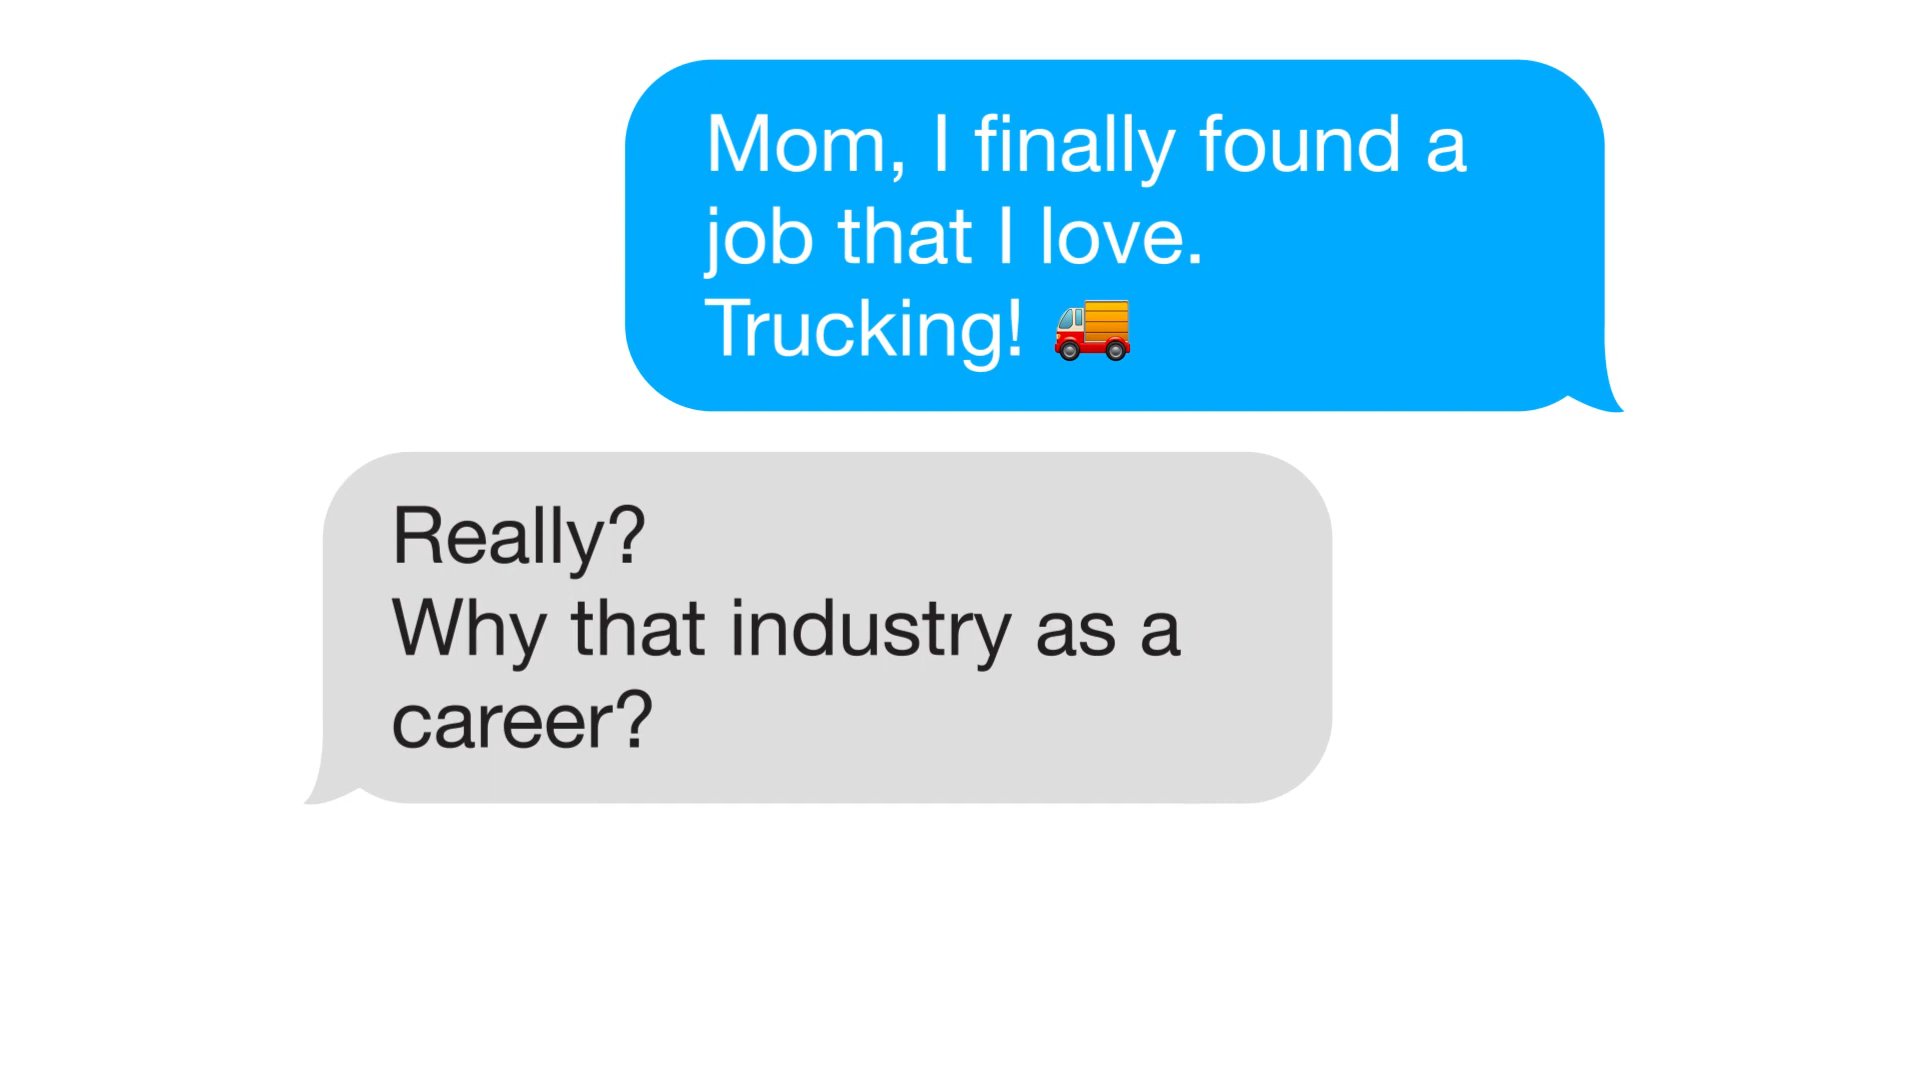 Mom, I finally found a
job that I love.
Trucking! 🚚
Really?
Why that industry as a
career?